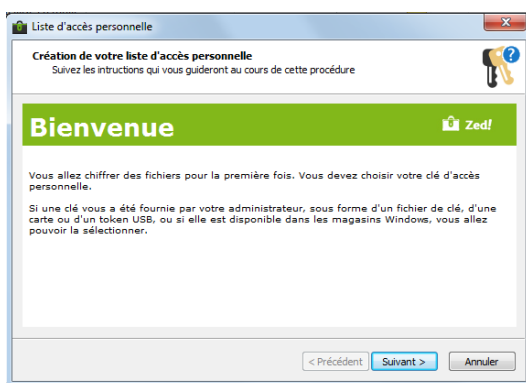 Liste d'accès personnelle
Création de votre liste d'accès personnelle
Suivez les intructions qui vous guideront au cours de cette procédure
Bienvenue
Zed!
Vous allez chiffrer des fichiers pour la première fois. Vous devez choisir votre clé d'accès
personnelle.
Si une clé vous a été fournie par votre administrateur, sous forme d'un fichier de clé, d'une
carte ou d'un token USB, ou si elle est disponible dans les magasins Windows, vous allez
pouvoir la sélectionner.
< Précédent
Suivant >
Annuler